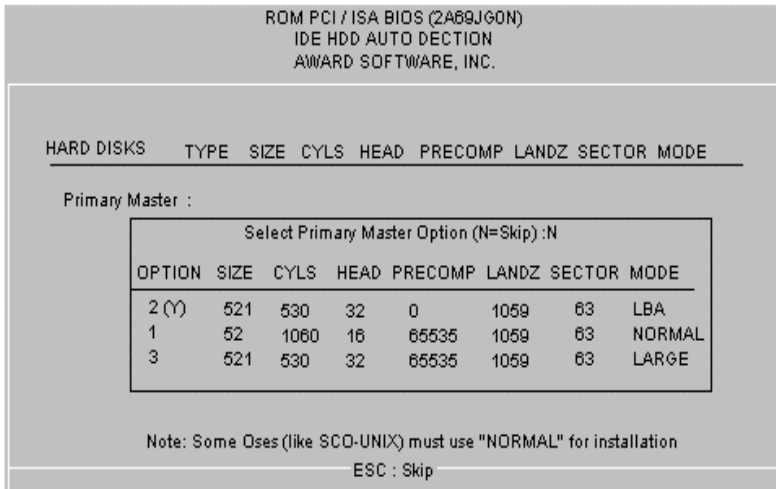 ROM PCI / ISA BIOS (2A69JG0N)
IDE HDD AUTO DECTION
AWARD SOFTWARE, INC.
HARD DISKS TYPE SIZE CYLS HEAD PRECOMP LANDZ SECTOR MODE
Primary Master :
Select Primary Master Option (N=Skip) :N
OPTION SIZE CYLS HEAD PRECOMP LANDZ SECTOR MODE
2 (Y) 521 530 32 0 1059 63 LBA
1 52 1060 16 65535 1059 63 NORMAL
3 521 530 32 65535 1059 63 LARGE
Note: Some Oses (like SCO-UNIX) must use "NORMAL" for installation
ESC : Skip